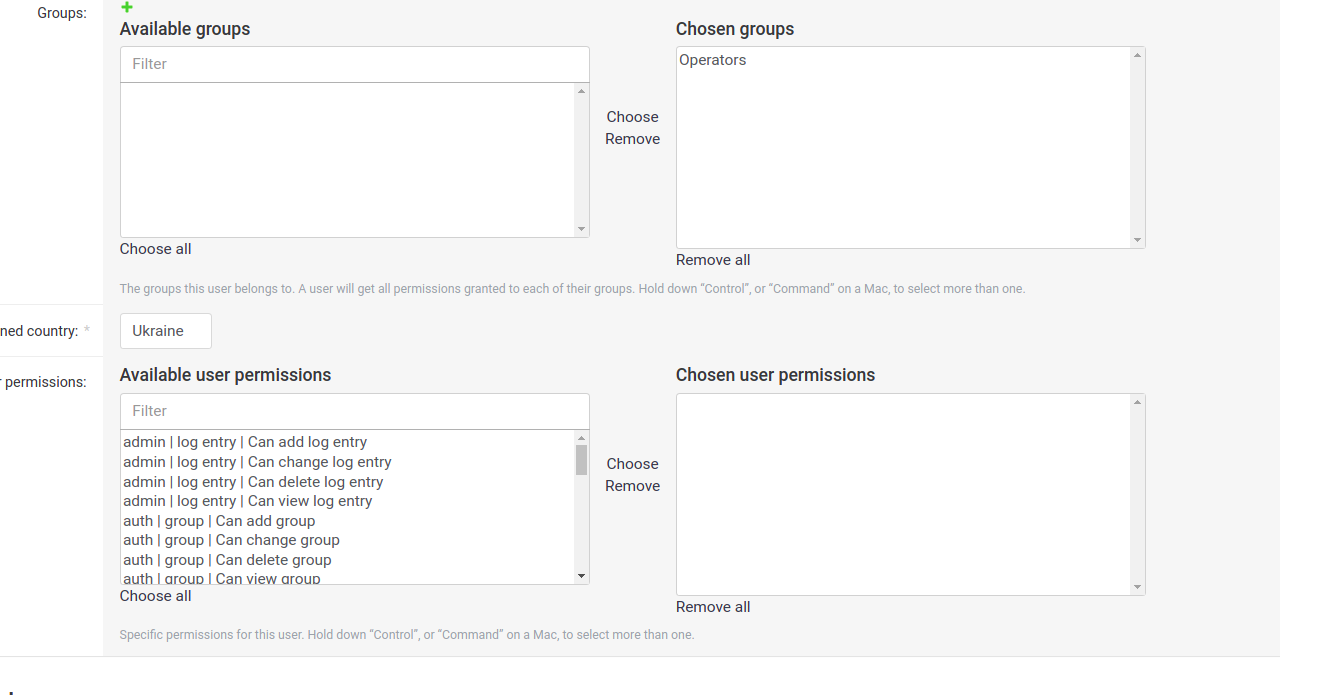 Groups:
Available groups
Chosen groups
Filter
Operators
Choose
Remove
Choose all
Remove all
The groups this user belongs to. A user will get all permissions granted to each of their groups. Hold down “Control”, or “Command” on a Mac, to select more than one.
ned country: *
Ukraine
permissions:
Available user permissions
Chosen user permissions
Filter
admin | log entry | Can add log entry
admin | log entry | Can change log entry
admin | log entry | Can delete log entry
admin | log entry | Can view log entry
auth | group | Can add group
auth | group | Can change group
auth | group | Can delete group
auth | group | Can view group
Choose
Remove
Choose all
Remove all
Specific permissions for this user. Hold down “Control”, or “Command” on a Mac, to select more than one.